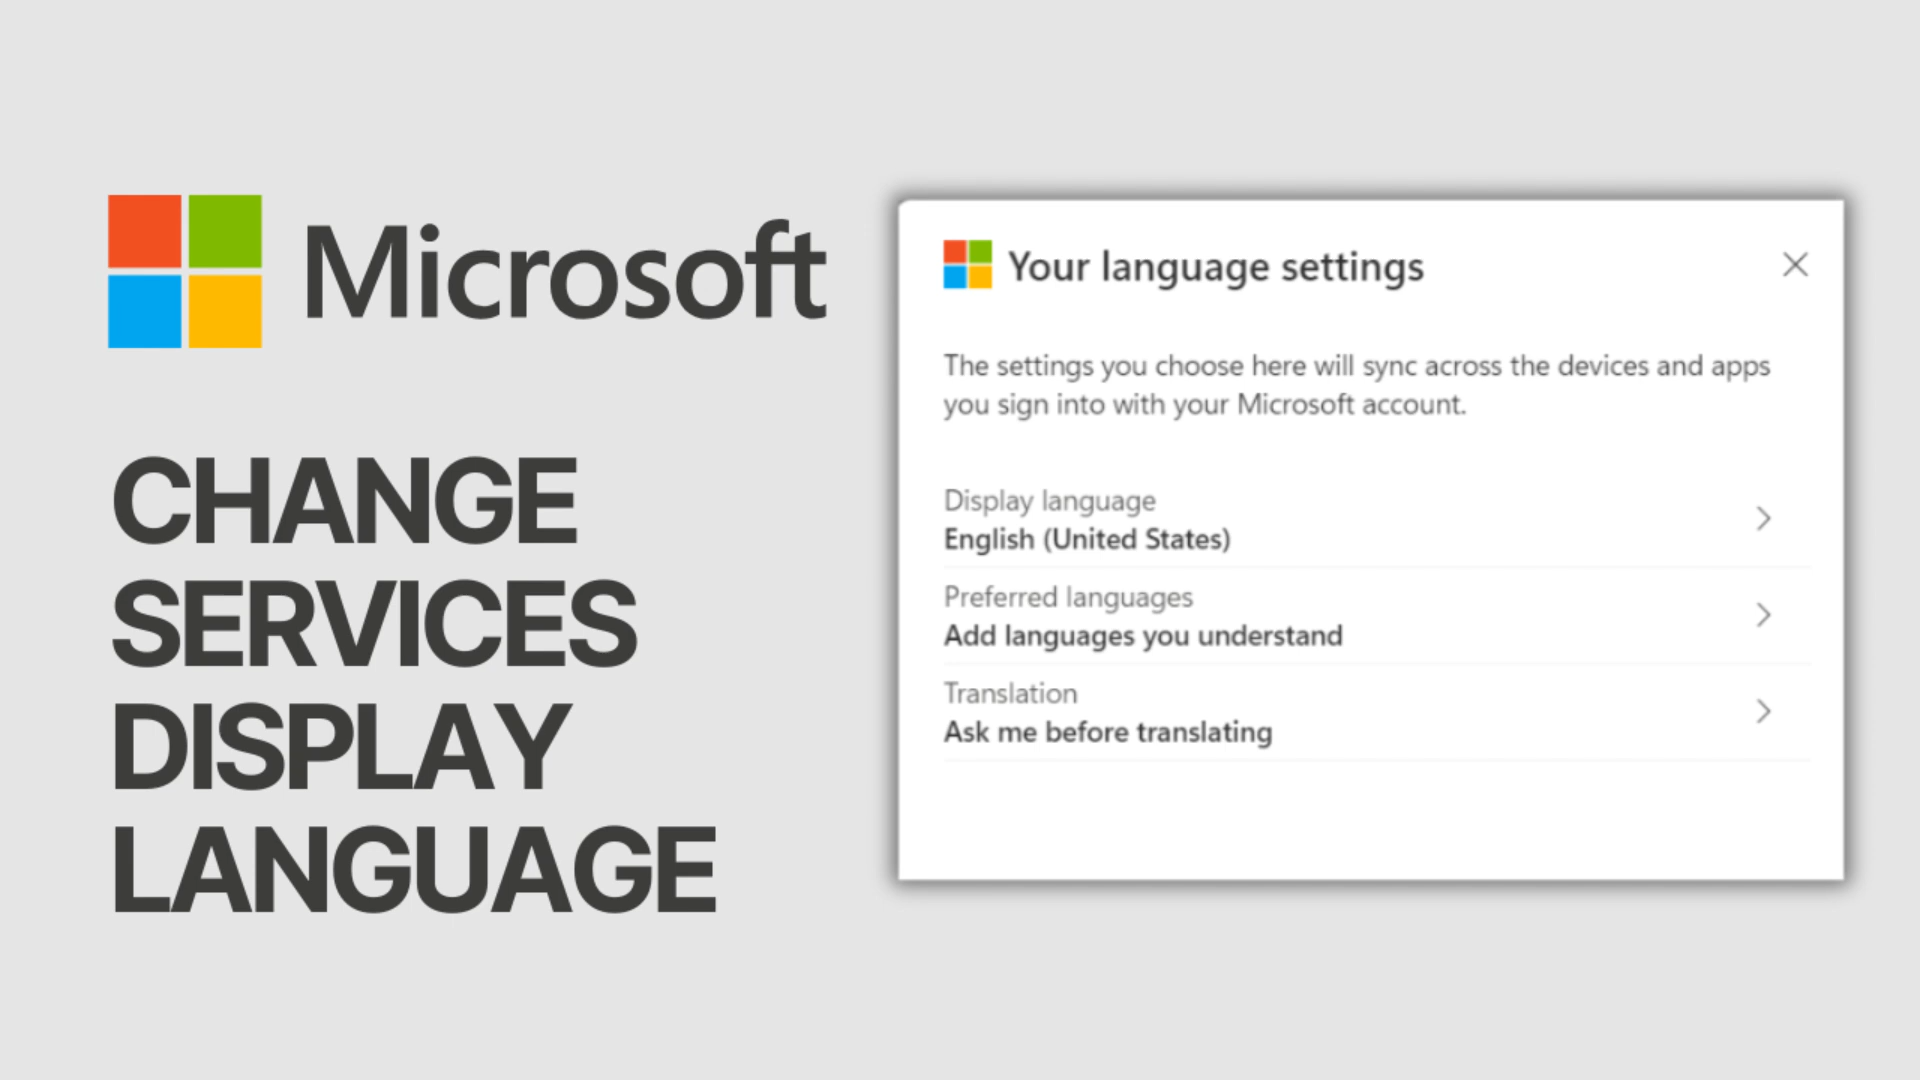 Microsoft
CHANGE
SERVICES
DISPLAY
LANGUAGE
Your language settings
The settings you choose here will sync across the devices and apps
you sign into with your Microsoft account.
Display language
English (United States)
Preferred languages
Add languages you understand
Translation
Ask me before translating